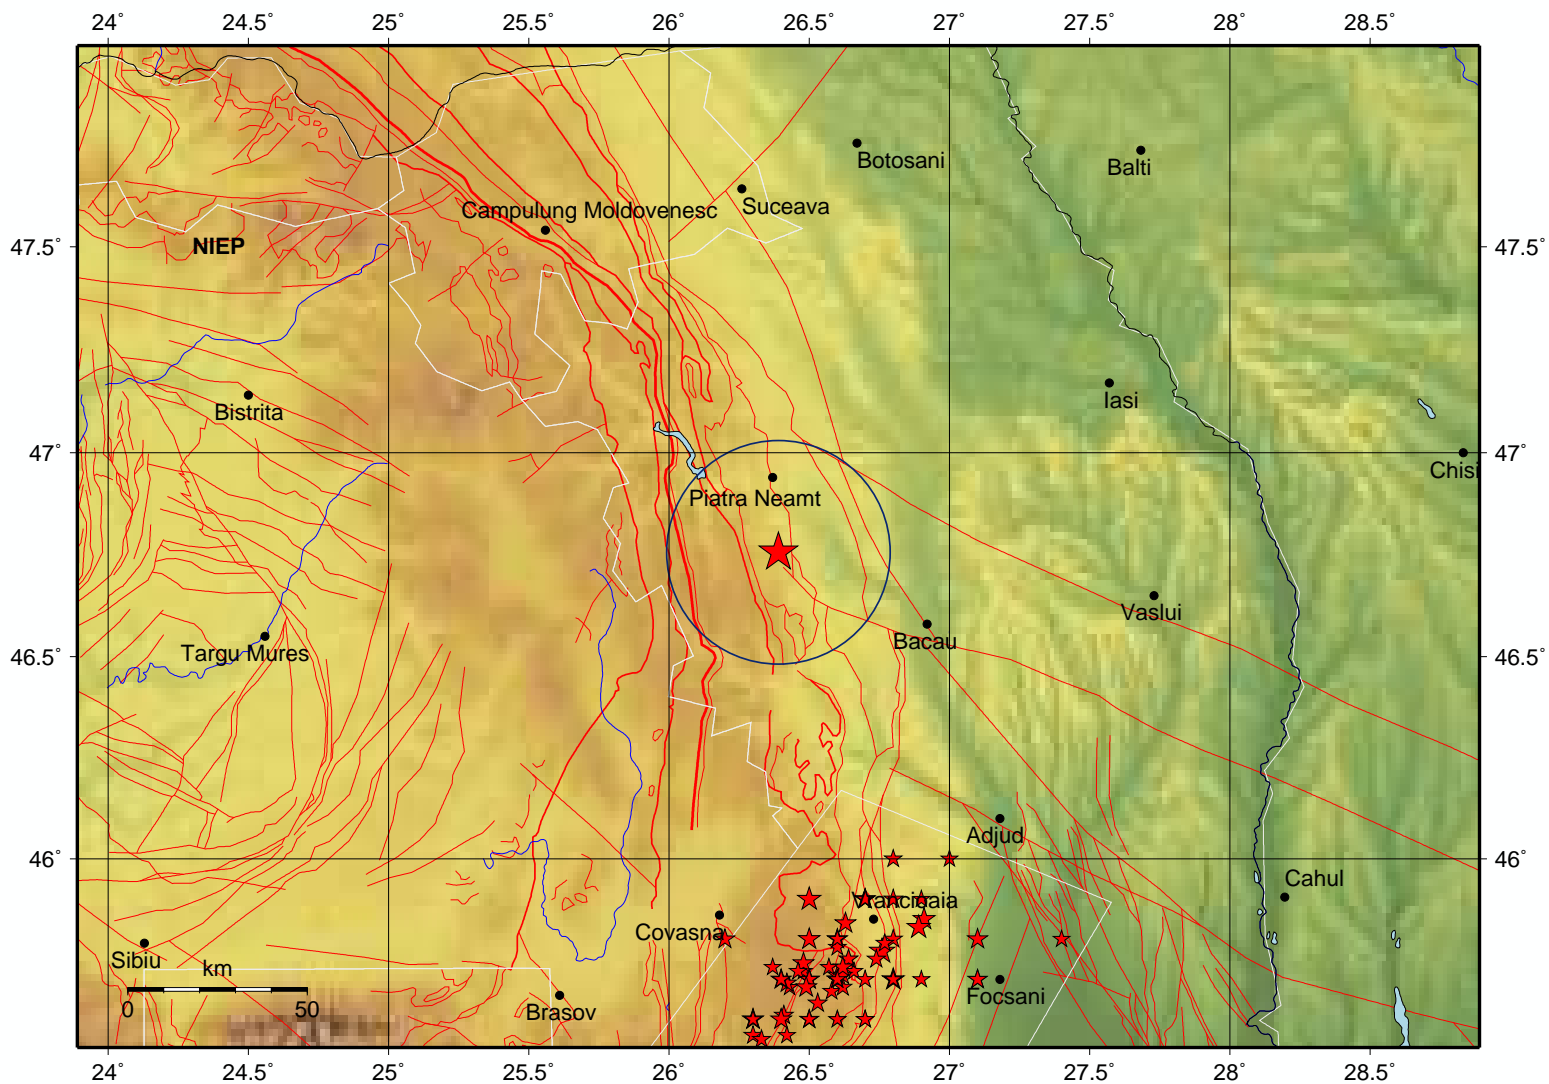 24˚ 24.5˚ 25˚ 25.5˚ 26˚ 26.5˚ 27˚ 27.5˚ 28˚ 28.5˚
Botosani
Balti
Campulung Moldovenesc
Suceava
47.5˚ NIEP 47.5˚
Iasi
Bistrita
47˚ 47˚
Chisi
Piatra Neamt
Vaslui
Bacau
Targu Mures
46.5˚ 46.5˚
Adjud
46˚ 46˚
Cahul
Covasna
Sibiu
km
0 50
Brasov
Focsani
24˚ 24.5˚ 25˚ 25.5˚ 26˚ 26.5˚ 27˚ 27.5˚ 28˚ 28.5˚